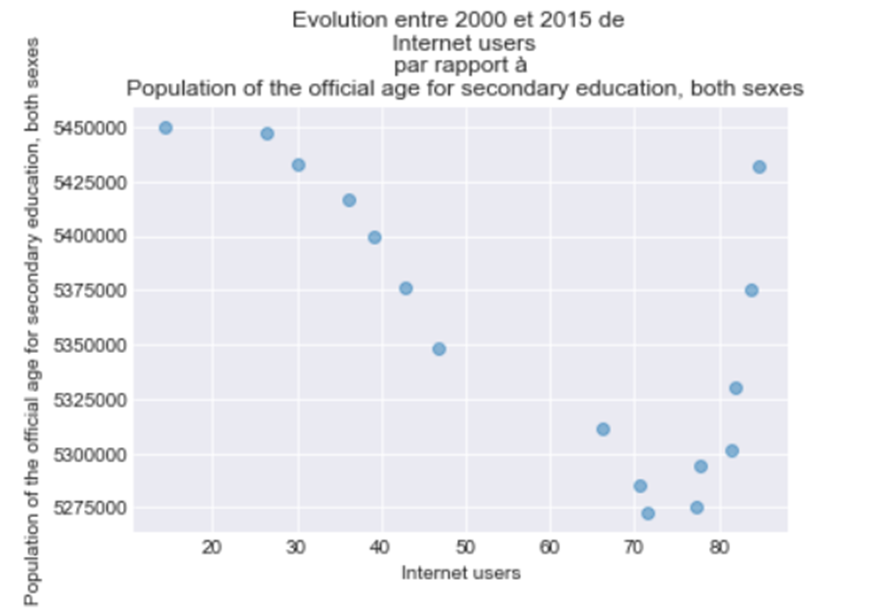 Evolution entre 2000 et 2015 de
Internet users
par rapport à
Population of the official age for secondary education, both sexes
Population of the official age for secondary education, both sexes
5450000
5425000
5400000
5375000
5350000
5325000
5300000
5275000
20 30 40 50 60 70 80
Internet users